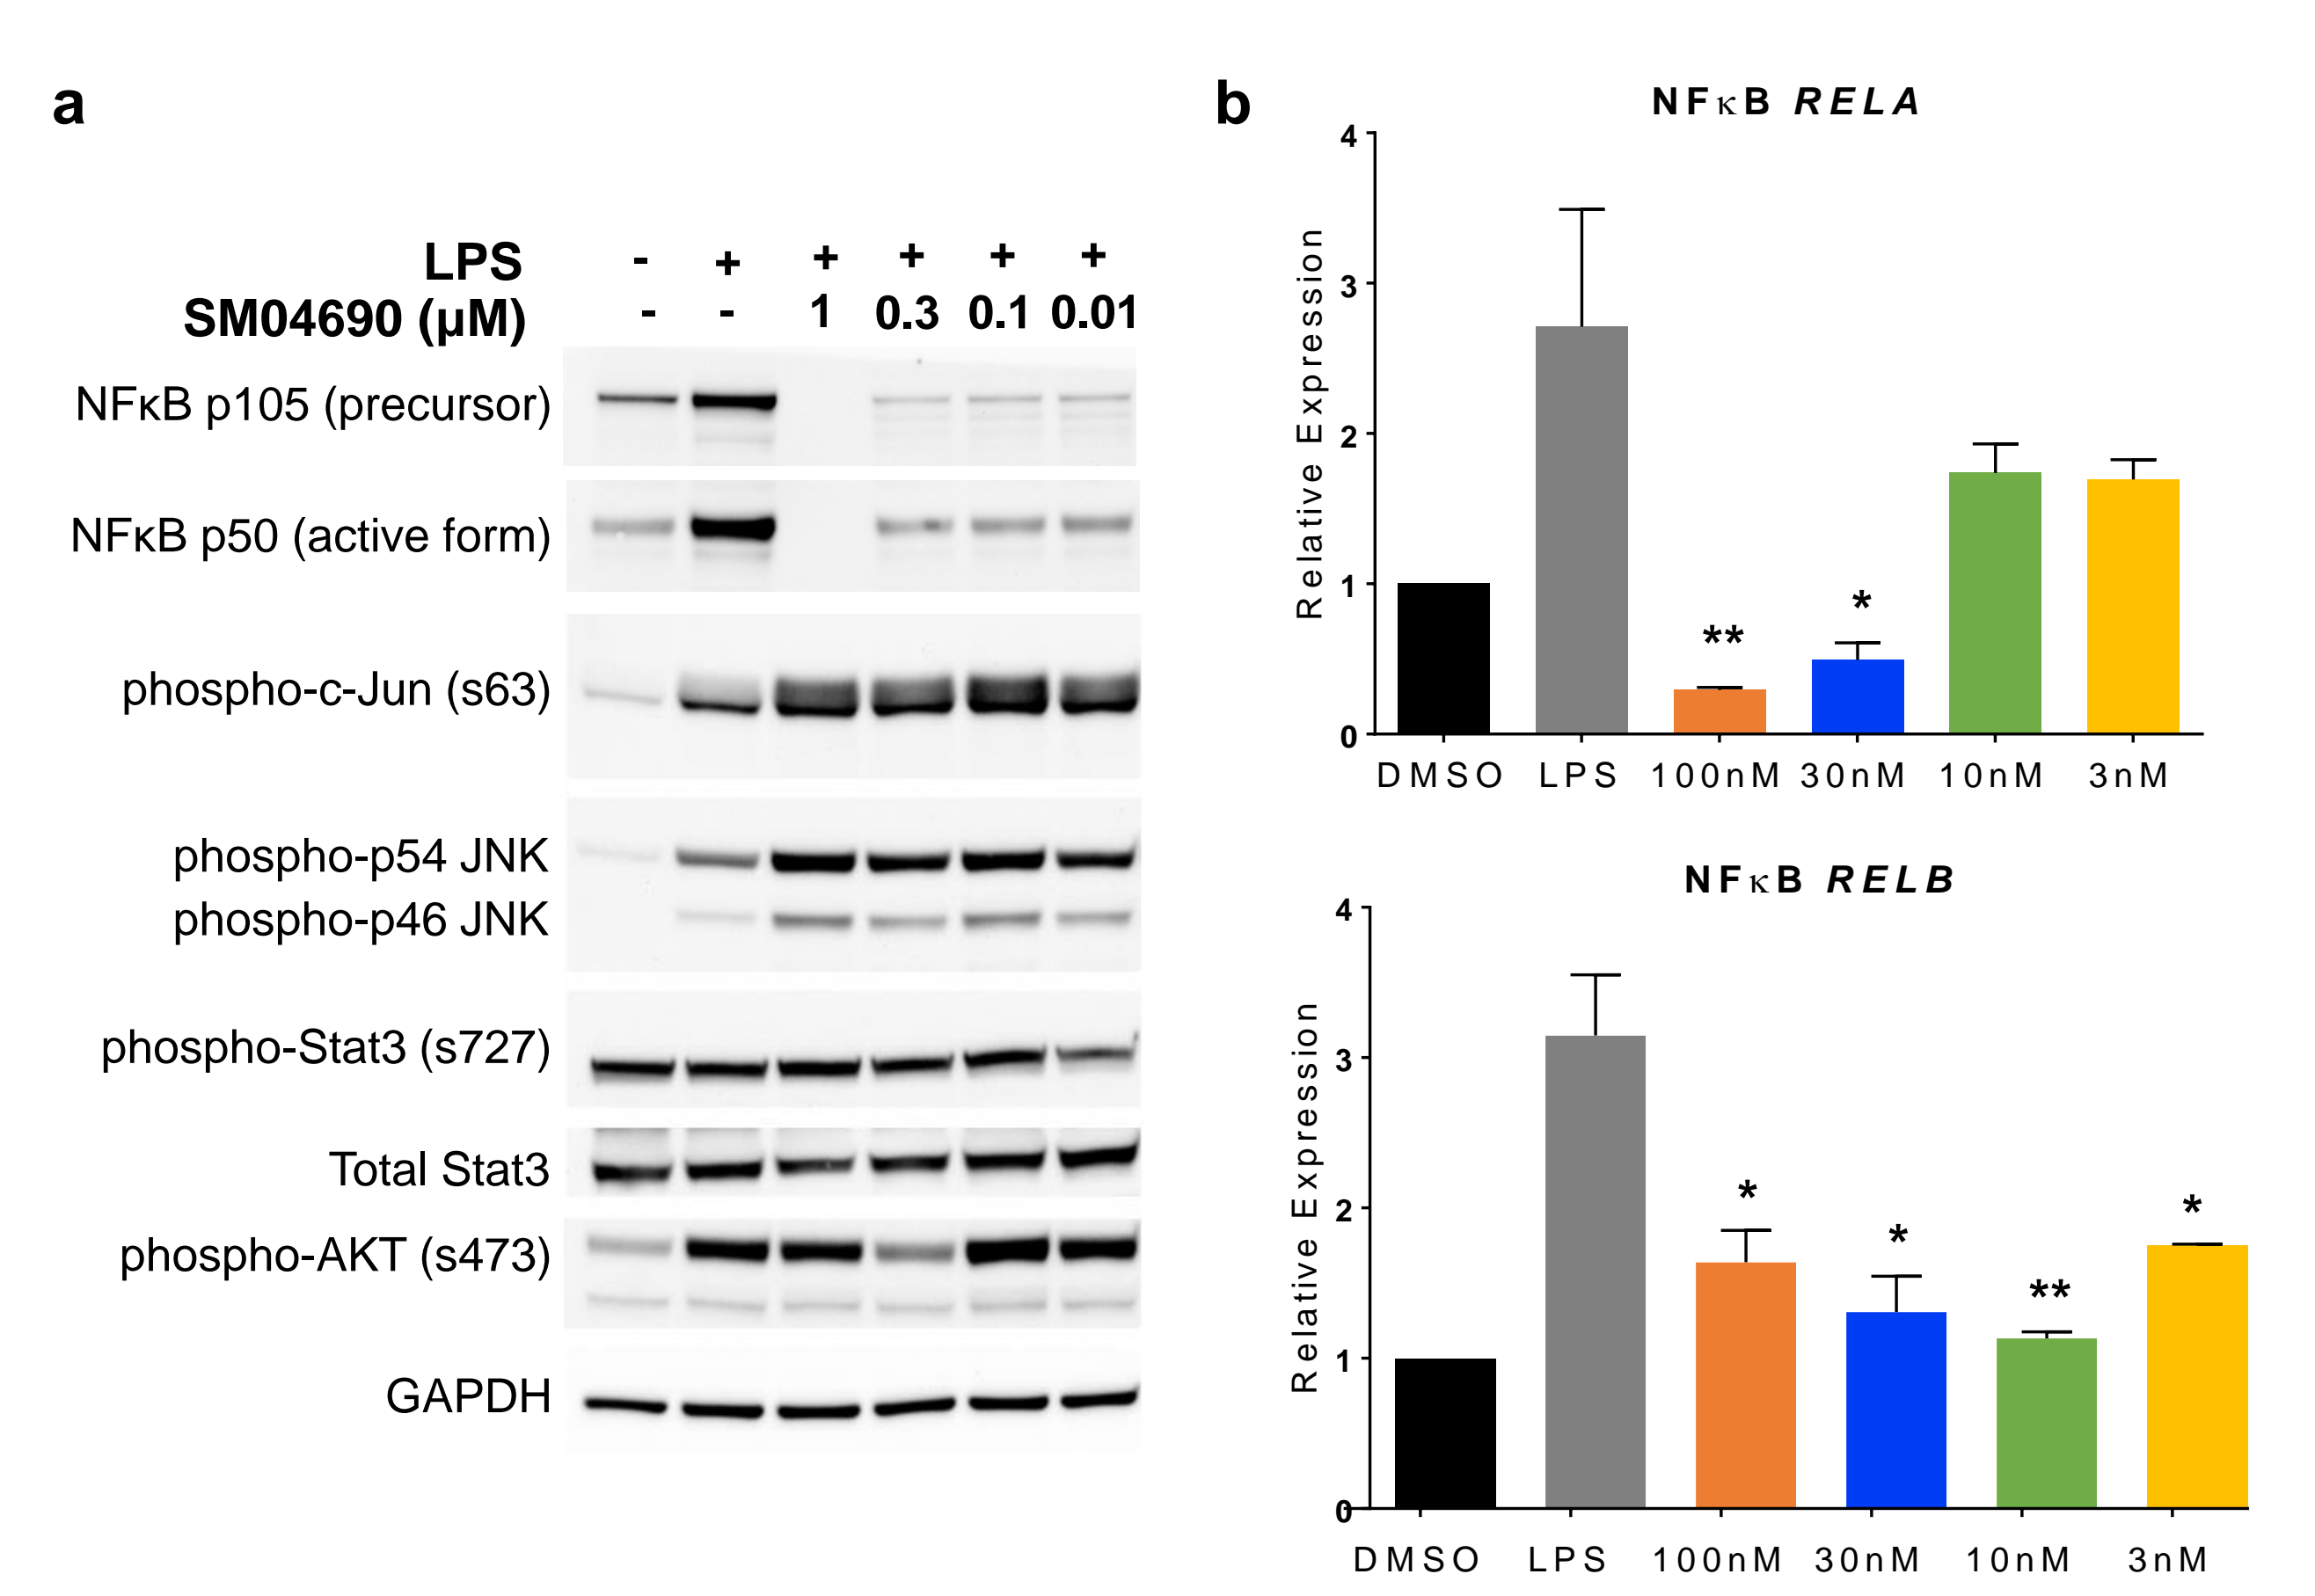 a
LPS - + + + + +
SM04690 (µM) - - 1 0.3 0.1 0.01
NFκB p105 (precursor)
NFκB p50 (active form)
phospho-c-Jun (s63)
phospho-p54 JNK
phospho-p46 JNK
phospho-Stat3 (s727)
Total Stat3
phospho-AKT (s473)
GAPDH
b
NFκB RELA
Relative Expression
4
3
2
1
0
**
*
DMSO LPS 100nM 30nM 10nM 3nM
NFκB RELB
Relative Expression
4
3
2
1
0
*
*
**
*
DMSO LPS 100nM 30nM 10nM 3nM